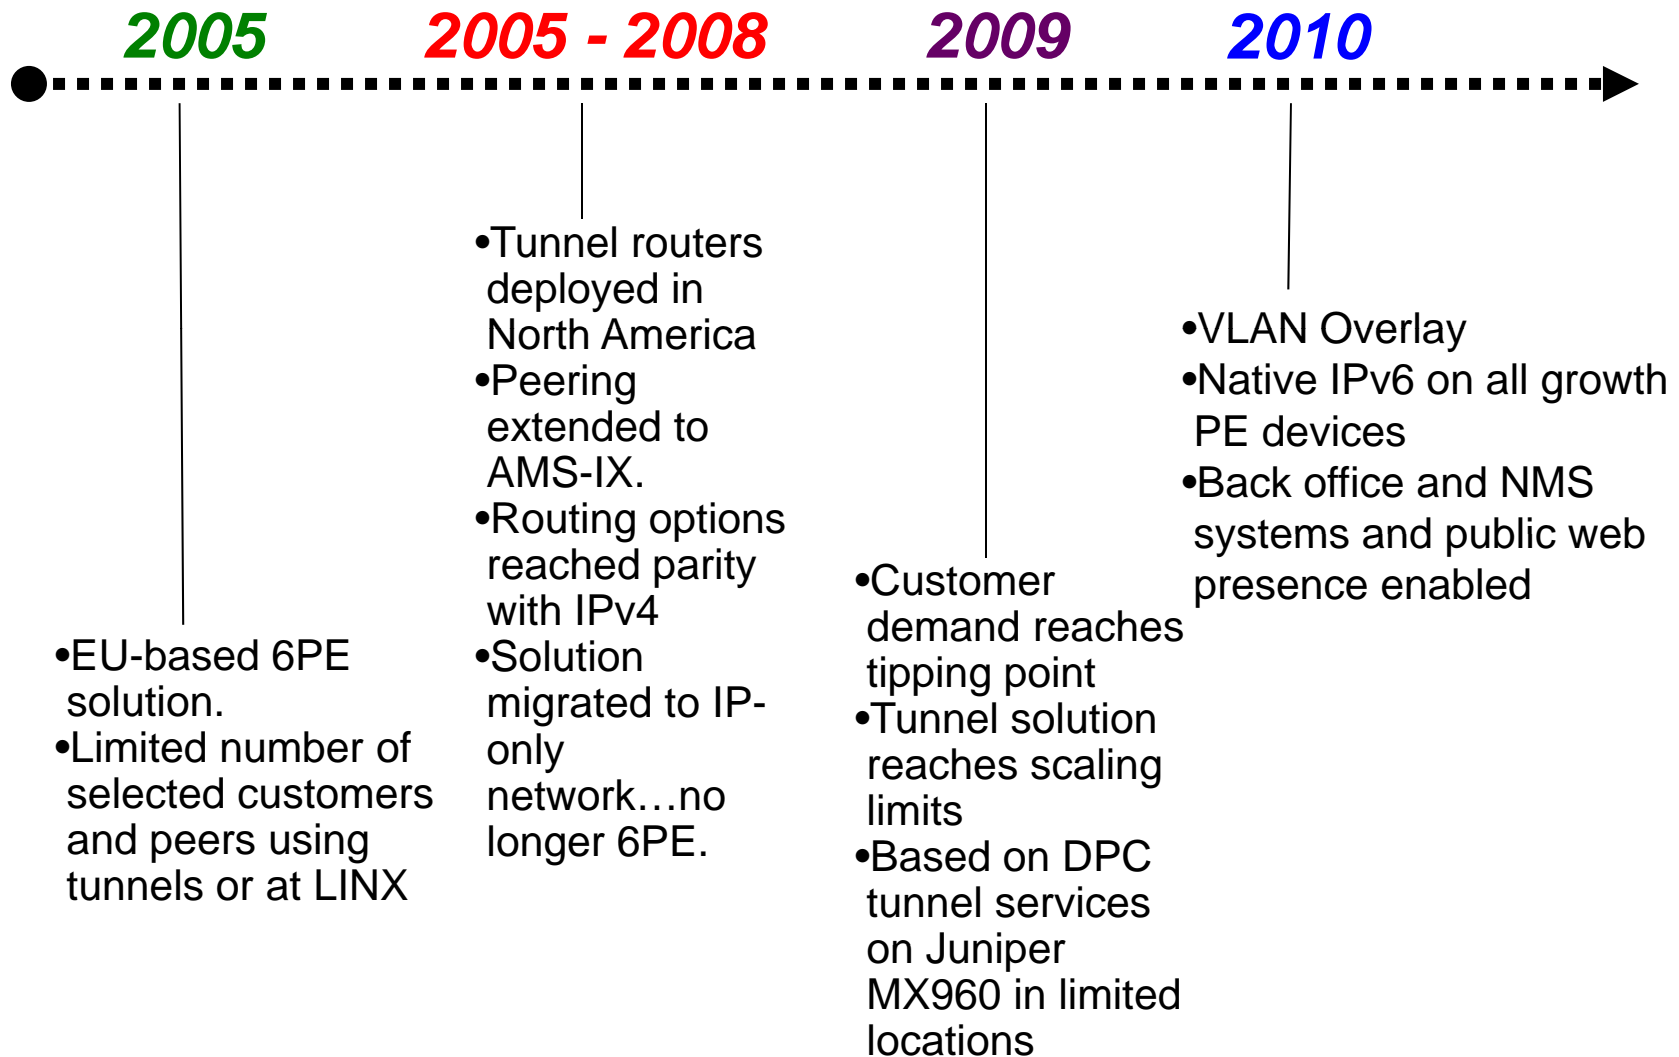 2005
2005 - 2008
2009
2010
•EU-based 6PE
solution.
•Limited number of
selected customers
and peers using
tunnels or at LINX
•Tunnel routers
deployed in
North America
•Peering
extended to
AMS-IX.
•Routing options
reached parity
with IPv4
•Solution
migrated to IP-
only
network…no
longer 6PE.
•Customer
demand reaches
tipping point
•Tunnel solution
reaches scaling
limits
•Based on DPC
tunnel services
on Juniper
MX960 in limited
locations
•VLAN Overlay
•Native IPv6 on all growth
PE devices
•Back office and NMS
systems and public web
presence enabled